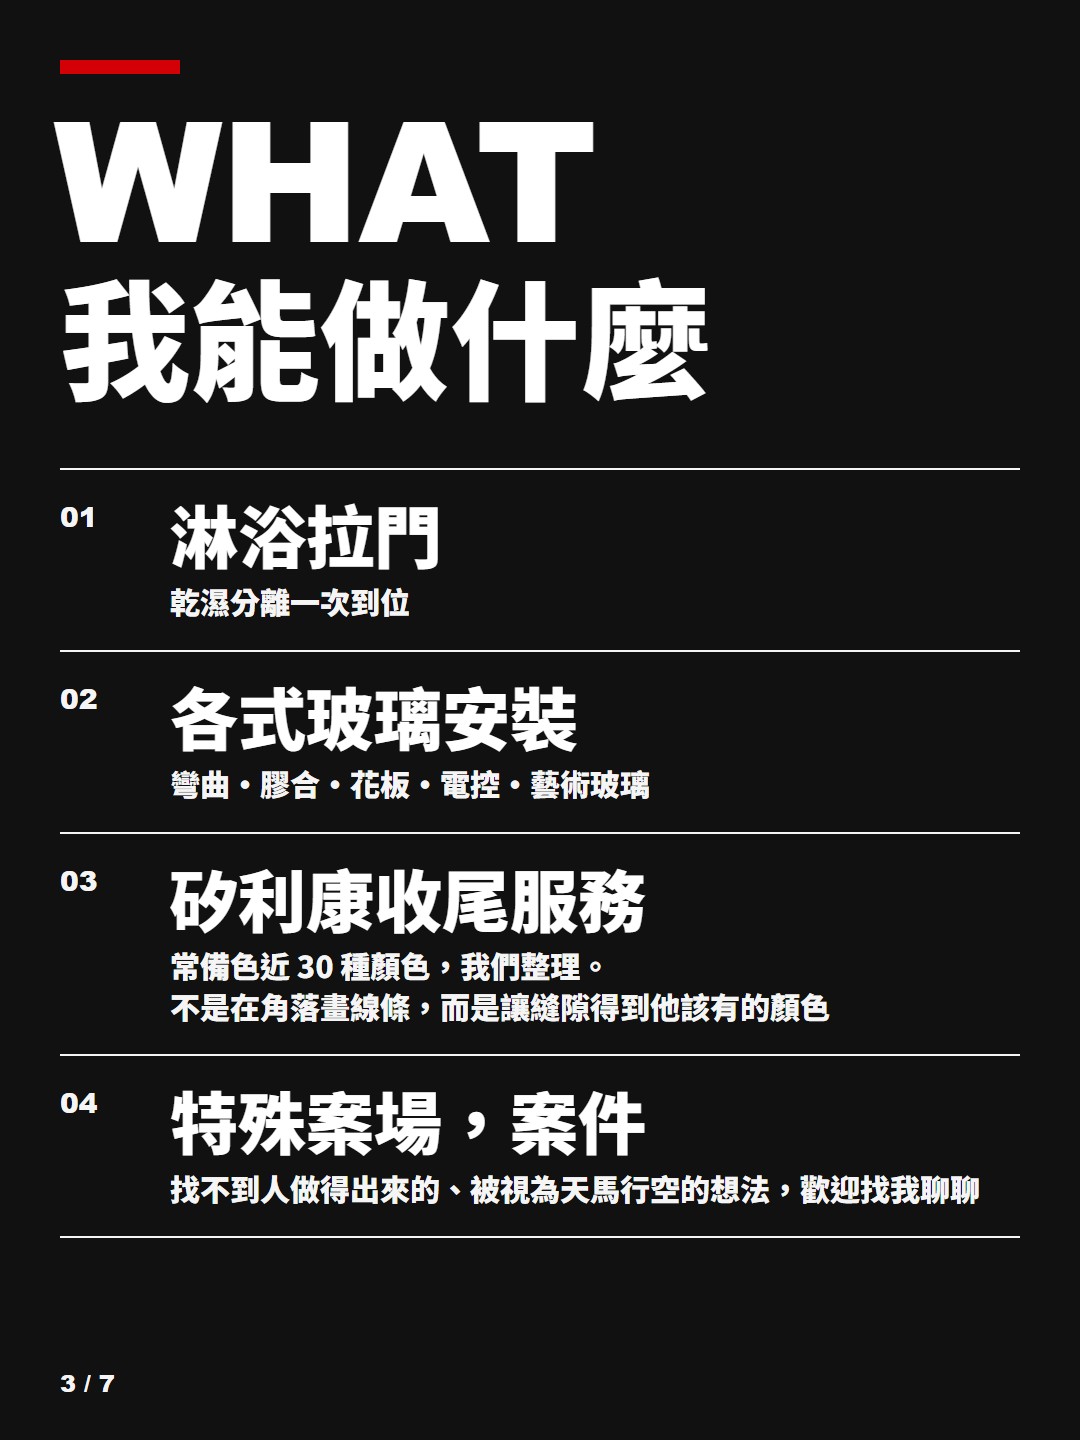 WHAT
我能做什麼
01
淋浴拉門
乾濕分離一次到位
02
各式玻璃安裝
彎曲・膠合・花板・電控・藝術玻璃
03
矽利康收尾服務
常備色近 30 種顏色，我們整理。
不是在角落畫線條，而是讓縫隙得到他該有的顏色
04
特殊案場，案件
找不到人做得出來的、被視為天馬行空的想法，歡迎找我聊聊
3 / 7